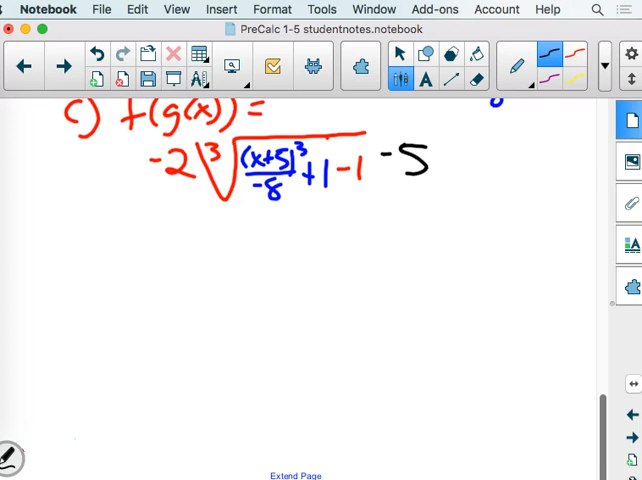 Notebook File Edit View Insert Format Tools Window Add-ons Account Help
PreCalc 1-5 studentnotes.notebook
c) f(g(x)) =
-2∛((x+5)³/-8 + 1 - 1) - 5
Extend Page